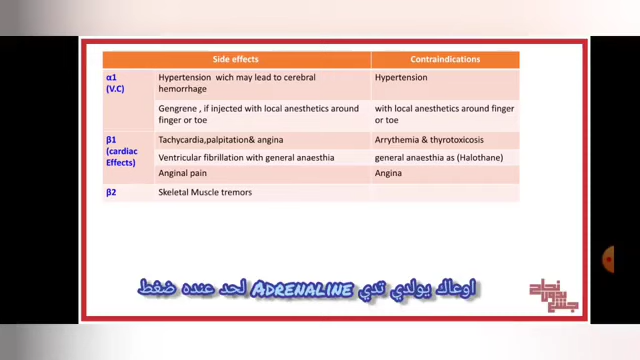 Side effects Contraindications
α1 Hypertension wich may lead to cerebral Hypertension
(V.C) hemorrhage
Gengrene , if injected with local anesthetics around with local anesthetics around finger
finger or toe or toe
β1 Tachycardia,palpitation& angina Arrythemia & thyrotoxicosis
(cardiac
Effects) Ventricular fibrillation with general anaesthia general anaesthia as (Halothane)
Anginal pain Angina
β2 Skeletal Muscle tremors
اوعاك يولدي تدي ADRENALINE لحد عنده ضغط
نجاح
بدون
جشع